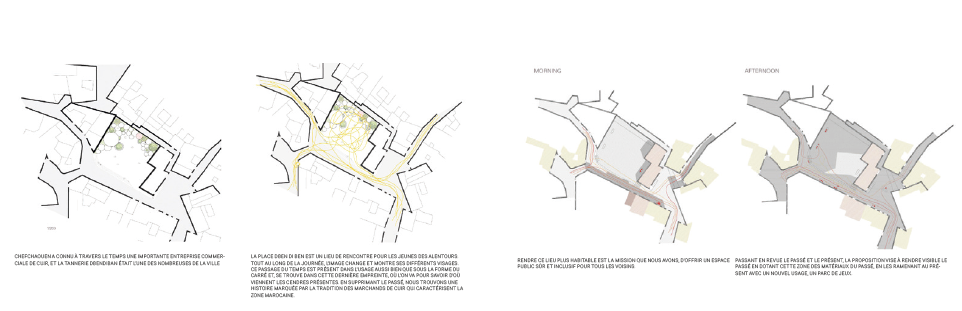 MORNING
AFTERNOON
CHEFCHAOUEN A CONNU À TRAVERS LE TEMPS UNE IMPORTANTE ENTREPRISE COMMER-
CIALE DE CUIR, ET LA TANNERIE DBENDIBAN ÉTAIT L'UNE DES NOMBREUSES DE LA VILLE
LA PLACE DBEN DI BEN EST UN LIEU DE RENCONTRE POUR LES JEUNES DES ALENTOURS.
TOUT AU LONG DE LA JOURNÉE, L'IMAGE CHANGE ET MONTRE SES DIFFÉRENTS VISAGES.
CE PASSAGE DU TEMPS EST PRÉSENT DANS L'USAGE AUSSI BIEN QUE SOUS LA FORME DU
CARRÉ ET, SE TROUVE DANS CETTE DERNIÈRE EMPREINTE, OÙ L'ON VA POUR SAVOIR D'OÙ
VIENNENT LES CENDRES PRÉSENTES. EN SUPPRIMANT LE PASSÉ, NOUS TROUVONS UNE
HISTOIRE MARQUÉE PAR LA TRADITION DES MARCHANDS DE CUIR QUI CARACTÉRISENT LA
ZONE MAROCAINE.
RENDRE CE LIEU PLUS HABITABLE EST LA MISSION QUE NOUS AVONS, D'OFFRIR UN ESPACE
PUBLIC SÛR ET INCLUSIF POUR TOUS LES VOISINS
PASSANT EN REVUE LE PASSÉ ET LE PRÉSENT, LA PROPOSITION VISE À RENDRE VISIBLE LE
PASSÉ EN DOTANT CETTE ZONE DES MATÉRIAUX DU PASSÉ, EN LES RAMENANT AU PRÉ-
SENT AVEC UN NOUVEL USAGE, UN PARC DE JEUX.